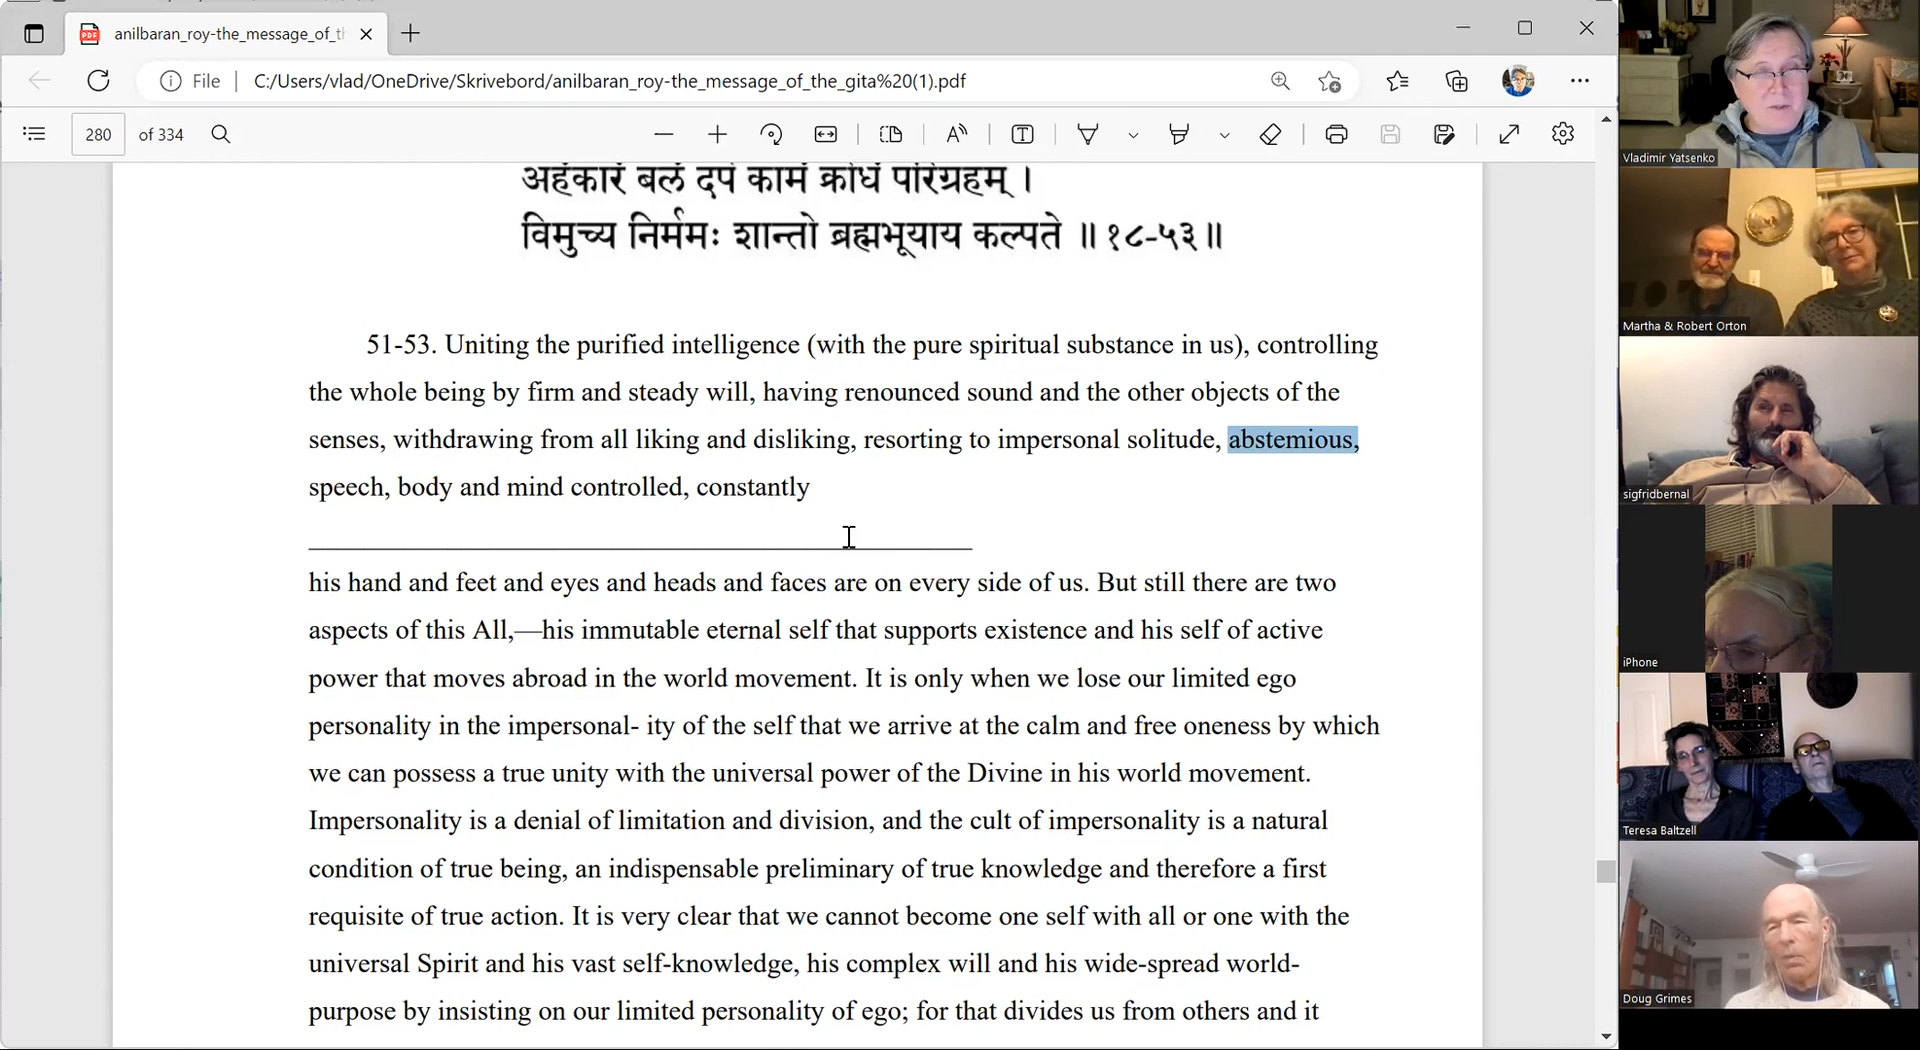 anilbaran_roy-the_message_of_th
File
C:/Users/vlad/OneDrive/Skrivebord/anilbaran_roy-the_message_of_the_gita%20(1).pdf
280 of 334
अहंकारं बलं दर्पं कामं क्रोधं परिग्रहम् ।
विमुच्य निर्ममः शान्तो ब्रह्मभूयाय कल्पते ॥१८-५३॥
51-53. Uniting the purified intelligence (with the pure spiritual substance in us), controlling
the whole being by firm and steady will, having renounced sound and the other objects of the
senses, withdrawing from all liking and disliking, resorting to impersonal solitude, abstemious,
speech, body and mind controlled, constantly
his hand and feet and eyes and heads and faces are on every side of us. But still there are two
aspects of this All,—his immutable eternal self that supports existence and his self of active
power that moves abroad in the world movement. It is only when we lose our limited ego
personality in the impersonal- ity of the self that we arrive at the calm and free oneness by which
we can possess a true unity with the universal power of the Divine in his world movement.
Impersonality is a denial of limitation and division, and the cult of impersonality is a natural
condition of true being, an indispensable preliminary of true knowledge and therefore a first
requisite of true action. It is very clear that we cannot become one self with all or one with the
universal Spirit and his vast self-knowledge, his complex will and his wide-spread world-
purpose by insisting on our limited personality of ego; for that divides us from others and it
Vladimir Yatsenko
Martha & Robert Orton
sigfridbernal
iPhone
Teresa Baltzell
Doug Grimes